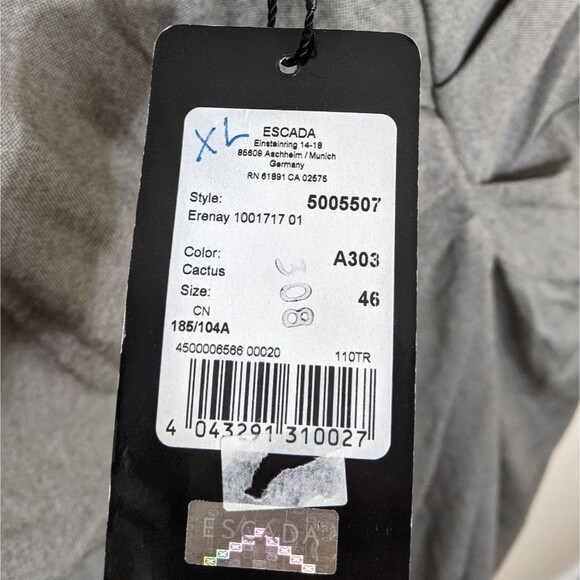 XL
ESCADA
Einsteinring 14-18
85609 Aschheim / Munich
Germany
RN 61891 CA 02575
Style: 5005507
Erenay 1001717 01
Color: A303
Cactus
308
Size: 46
CN
185/104A
4500006566 00020 110TR
4 043291 310027
ESCADA